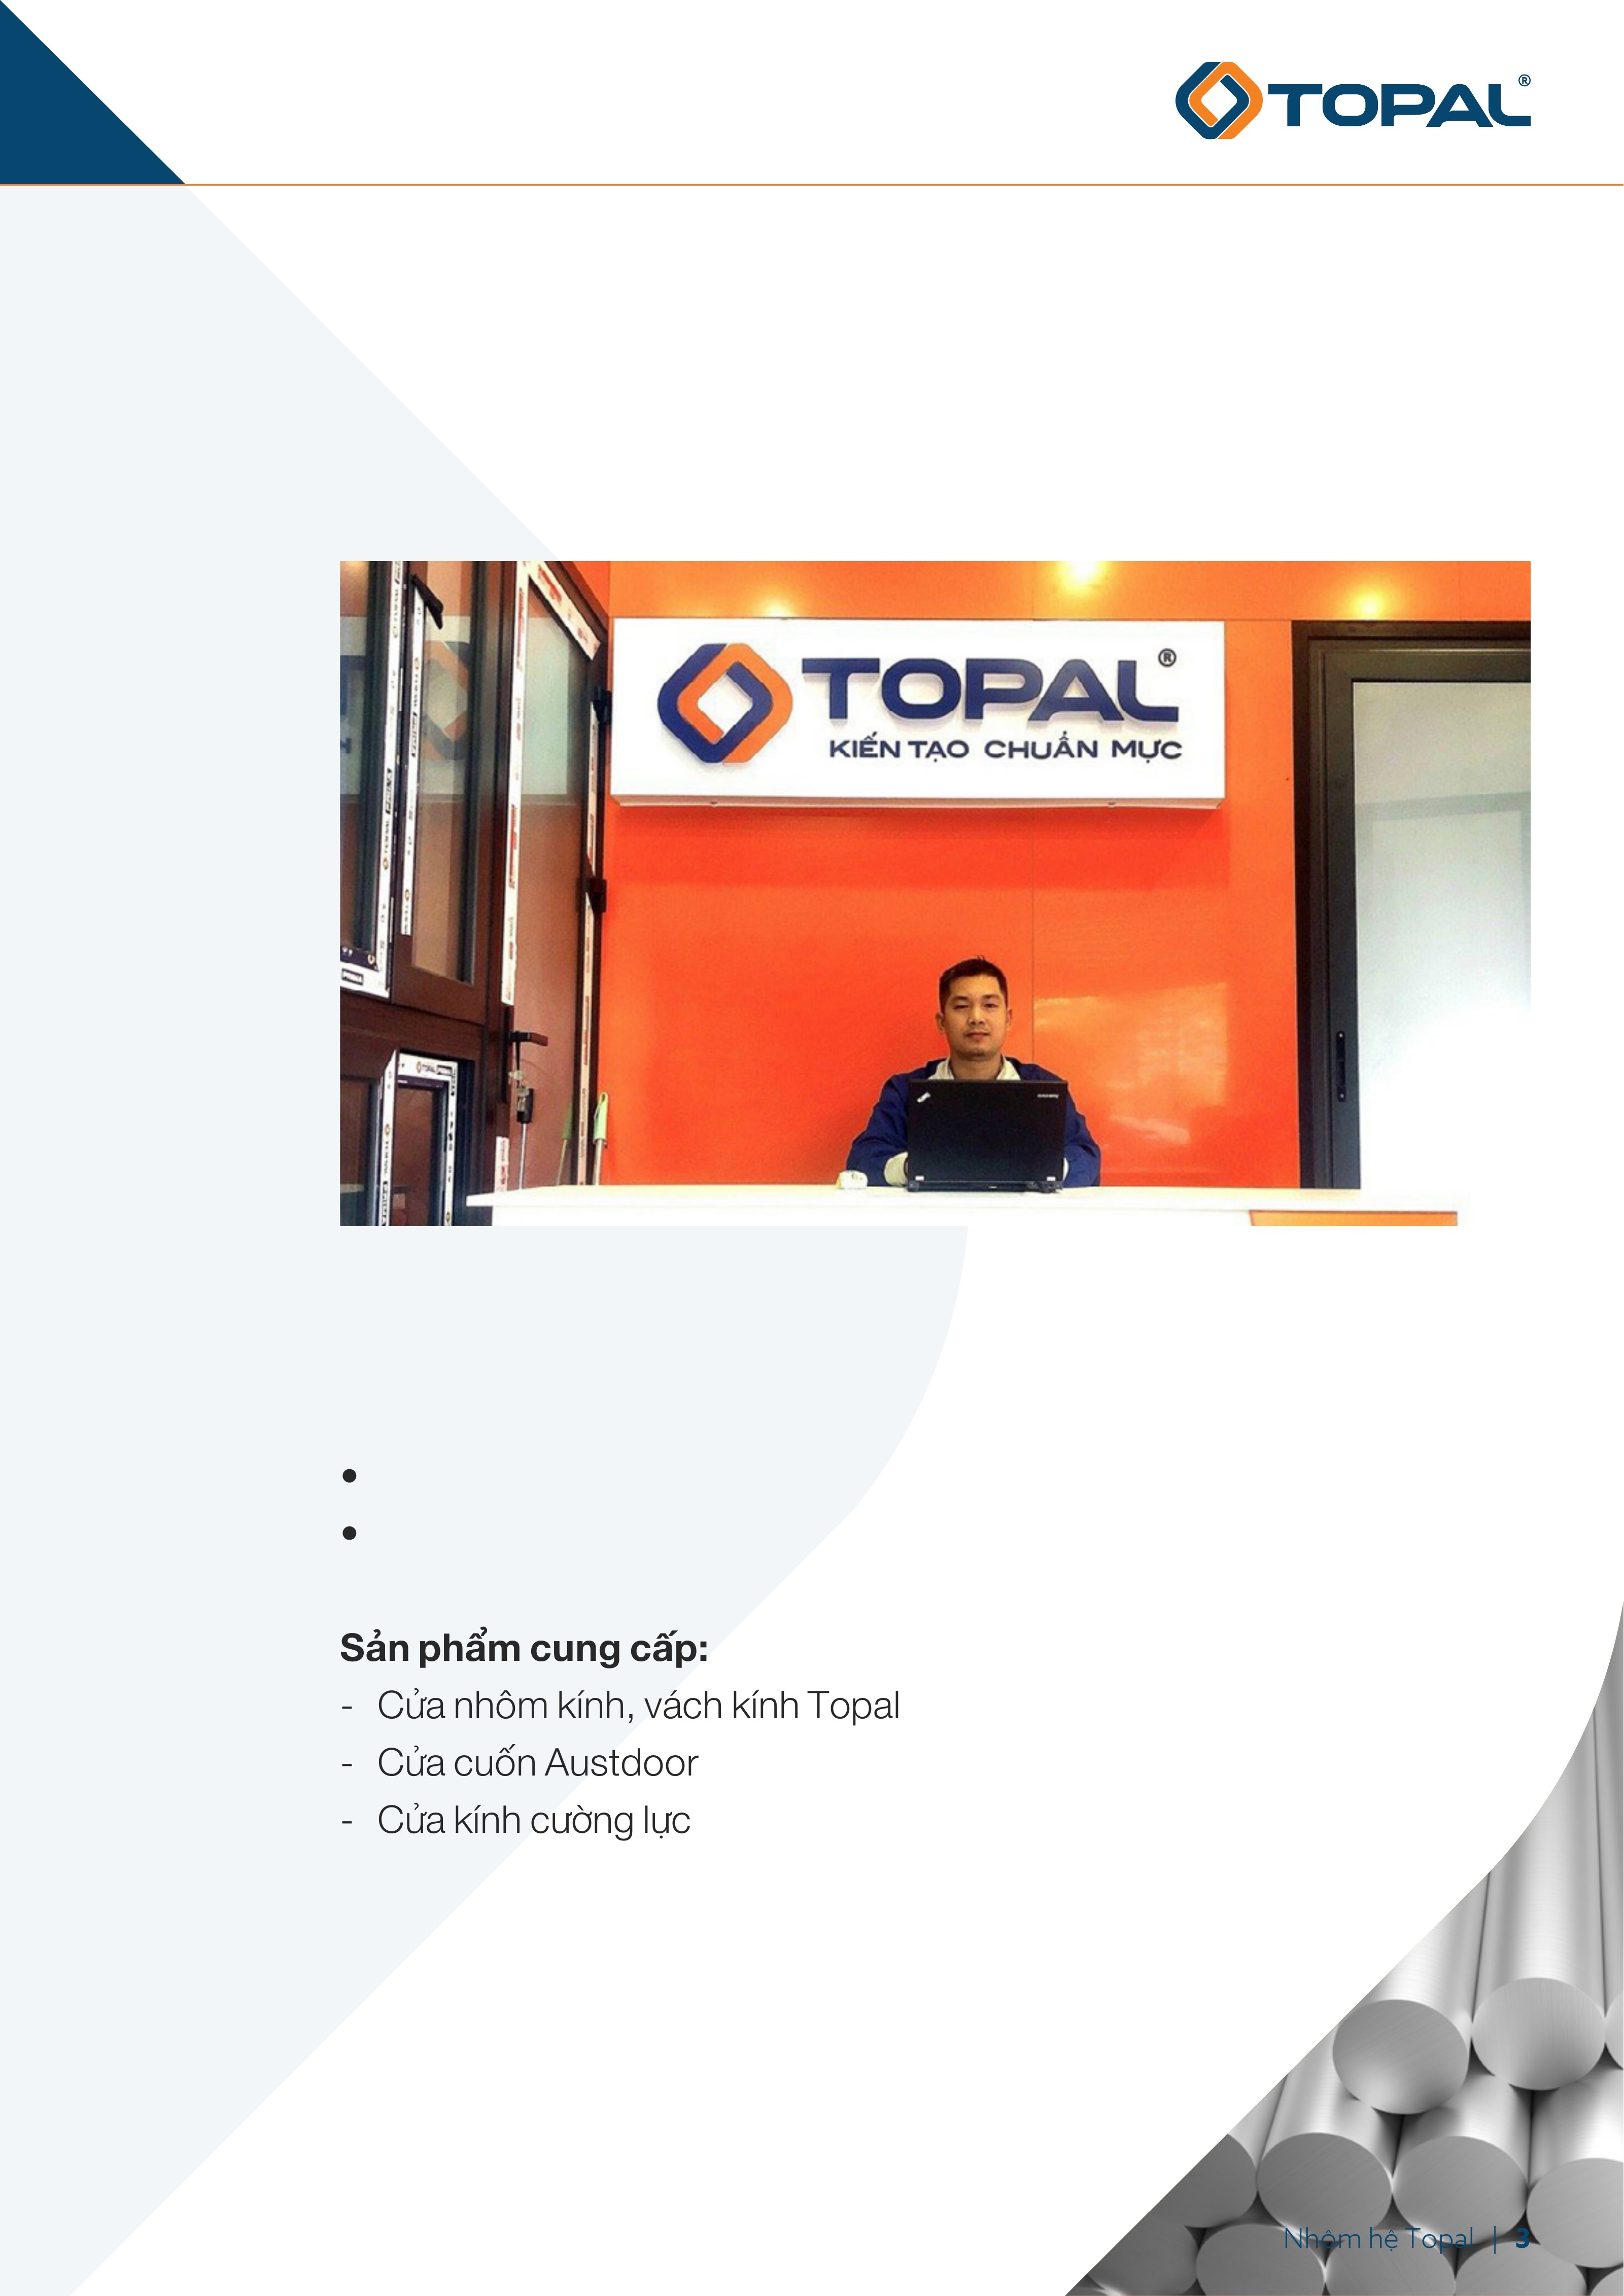 TOPAL®
TOPAL®
KIẾN TẠO CHUẨN MỰC
•
•
Sản phẩm cung cấp:
- Cửa nhôm kính, vách kính Topal
- Cửa cuốn Austdoor
- Cửa kính cường lực
Nhôm hệ Topal | 3